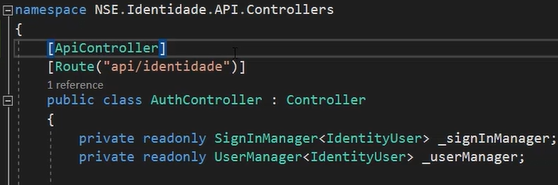 namespace NSE.Identidade.API.Controllers
{
[ApiController]
[Route("api/identidade")]
1 reference
public class AuthController : Controller
{
private readonly SignInManager<IdentityUser> _signInManager;
private readonly UserManager<IdentityUser> _userManager;